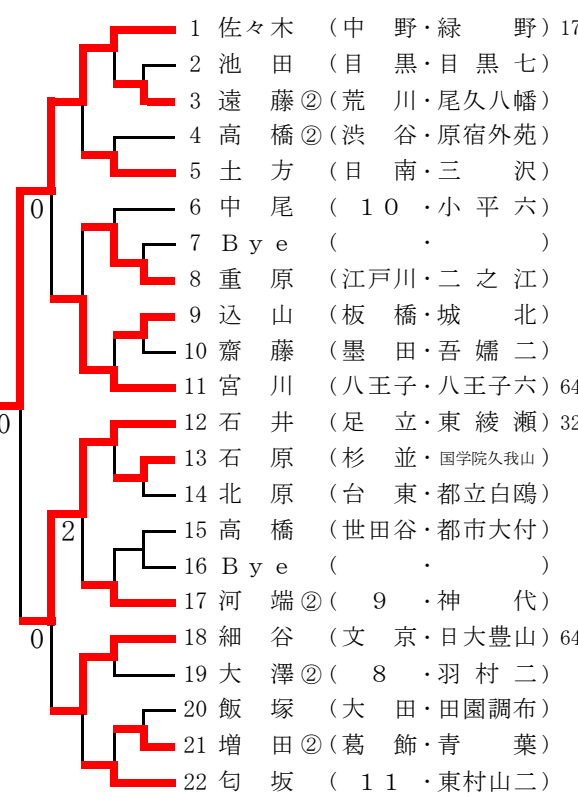 1 佐々木 (中 野・緑 野) 17
2 池 田 (目 黒・目 黒 七)
3 遠 藤② (荒 川・尾久八幡)
4 高 橋② (渋 谷・原宿外苑)
5 土 方 (日 南・三 沢)
0
6 中 尾 ( 10 ・小 平 六)
7 Bye ( ・ )
8 重 原 (江戸川・二 之 江)
9 込 山 (板 橋・城 北)
10 齋 藤 (墨 田・吾 嬬 二)
11 宮 川 (八王子・八王子六) 64
0
12 石 井 (足 立・東 綾 瀬) 32
13 石 原 (杉 並・国学院久我山)
14 北 原 (台 東・都立白鴎)
2
15 高 橋 (世田谷・都市大付)
16 Bye ( ・ )
17 河 端② ( 9 ・神 代)
0
18 細 谷 (文 京・日大豊山) 64
19 大 澤② ( 8 ・羽 村 二)
20 飯 塚 (大 田・田園調布)
21 増 田② (葛 飾・青 葉)
22 匂 坂 ( 11 ・東村山二)